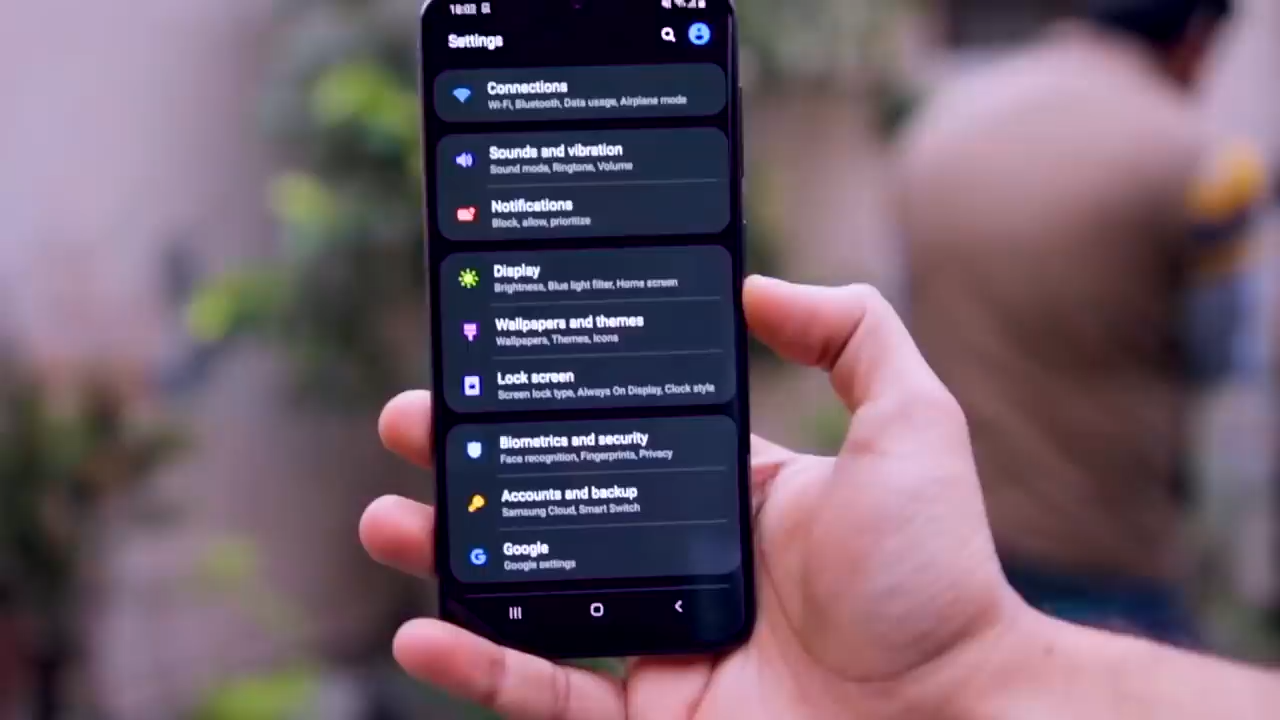 18:02
Settings
Connections
Wi-Fi, Bluetooth, Data usage, Airplane mode
Sounds and vibration
Sound mode, Ringtone, Volume
Notifications
Block, allow, prioritize
Display
Brightness, Blue light filter, Home screen
Wallpapers and themes
Wallpapers, Themes, Icons
Lock screen
Screen lock type, Always On Display, Clock style
Biometrics and security
Face recognition, Fingerprints, Privacy
Accounts and backup
Samsung Cloud, Smart Switch
G Google
Google settings